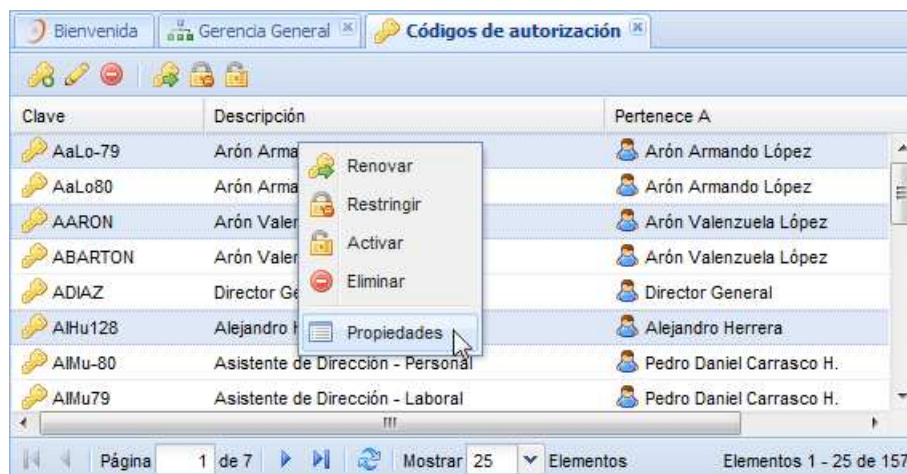 Bienvenida Gerencia General Códigos de autorización
Clave Descripción Pertenece A
AaLo-79 Arón Arma Arón Armando López
AaLo80 Arón Arma Arón Armando López
AARON Arón Valer Arón Valenzuela López
ABARTON Arón Valer Arón Valenzuela López
ADIAZ Director Ge Director General
AlHu128 Alejandro H Alejandro Herrera
AlMu-80 Asistente de Dirección - Personal Pedro Daniel Carrasco H.
AlMu79 Asistente de Dirección - Laboral Pedro Daniel Carrasco H.
Renovar
Restringir
Activar
Eliminar
Propiedades
Página 1 de 7 Mostrar 25 Elementos Elementos 1 - 25 de 157